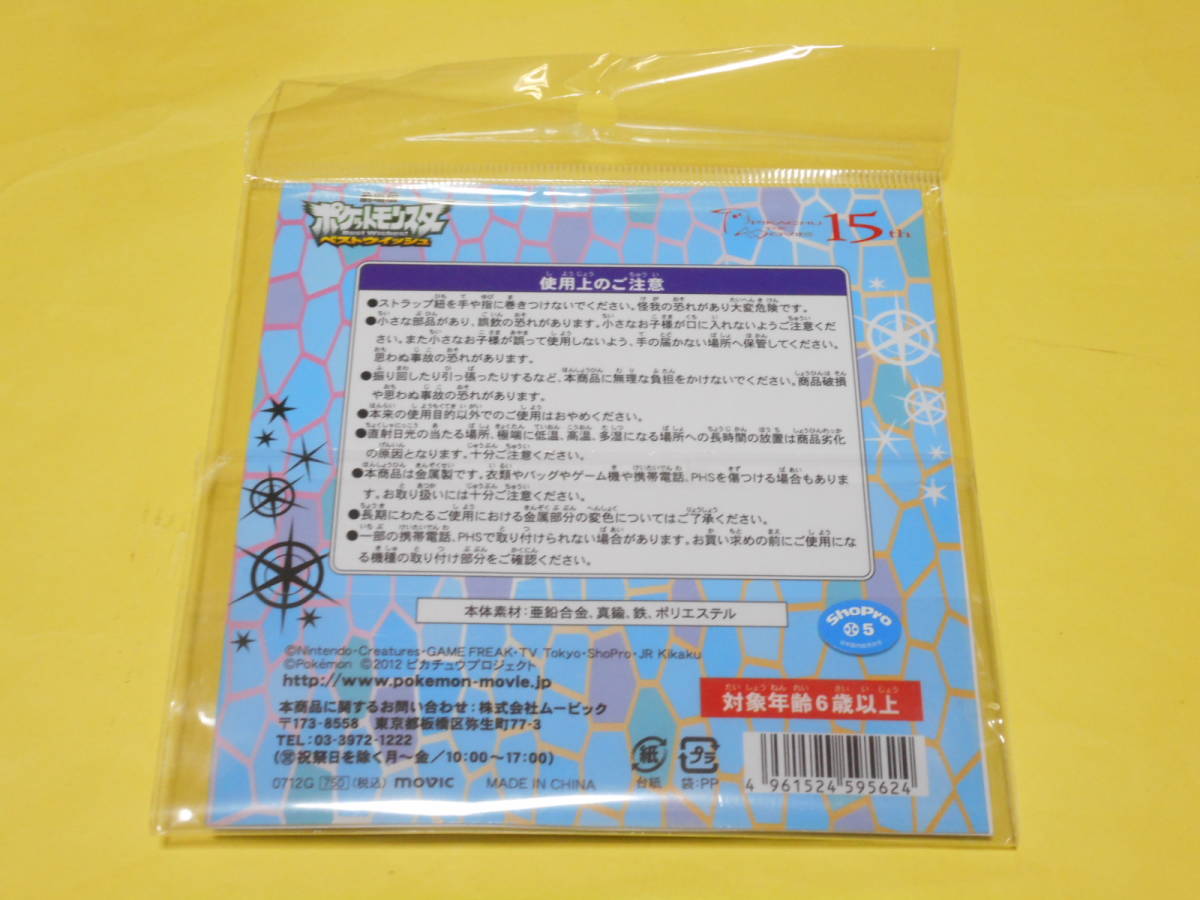 劇場版
ポケットモンスター
Best Wishes!
ベストウイッシュ
PIKACHU THE MOVIE 15th
使用上のご注意
●ストラップ紐を手や指に巻きつけないでください。怪我の恐れがあり大変危険です。
●小さな部品があり、誤飲の恐れがあります。小さなお子様が口に入れないようご注意くだ
さい。また小さなお子様が誤って使用しないよう、手の届かない場所へ保管してください。
思わぬ事故の恐れがあります。
●振り回したり引っ張ったりするなど、本商品に無理な負担をかけないでください。商品破損
や思わぬ事故の恐れがあります。
●本来の使用目的以外でのご使用はおやめください。
●直射日光の当たる場所、極端に低温、高温、多湿になる場所への長時間の放置は商品劣化
の原因となります。十分ご注意ください。
●本商品は金属製です。衣類やバッグやゲーム機や携帯電話、PHSを傷つける場合もありま
す。お取り扱いには十分ご注意ください。
●長期にわたるご使用における金属部分の変色についてはご了承ください。
●一部の携帯電話、PHSで取り付けられない場合があります。お買い求めの前にご使用にな
る機種の取り付け部分をご確認ください。
本体素材：亜鉛合金、真鍮、鉄、ポリエステル
ShoPro
5
©Nintendo・Creatures・GAME FREAK・TV Tokyo・ShoPro・JR Kikaku
©Pokémon ©2012 ピカチュウプロジェクト
http://www.pokemon-movie.jp
本商品に関するお問い合わせ：株式会社ムービック
〒173-8558 東京都板橋区弥生町77-3
TEL：03-3972-1222
(㊡祝祭日を除く月〜金／10:00〜17:00)
0712G 750 (税込) movic MADE IN CHINA
対象年齢6歳以上
紙
台紙
プラ
袋：PP
4 961524 595624